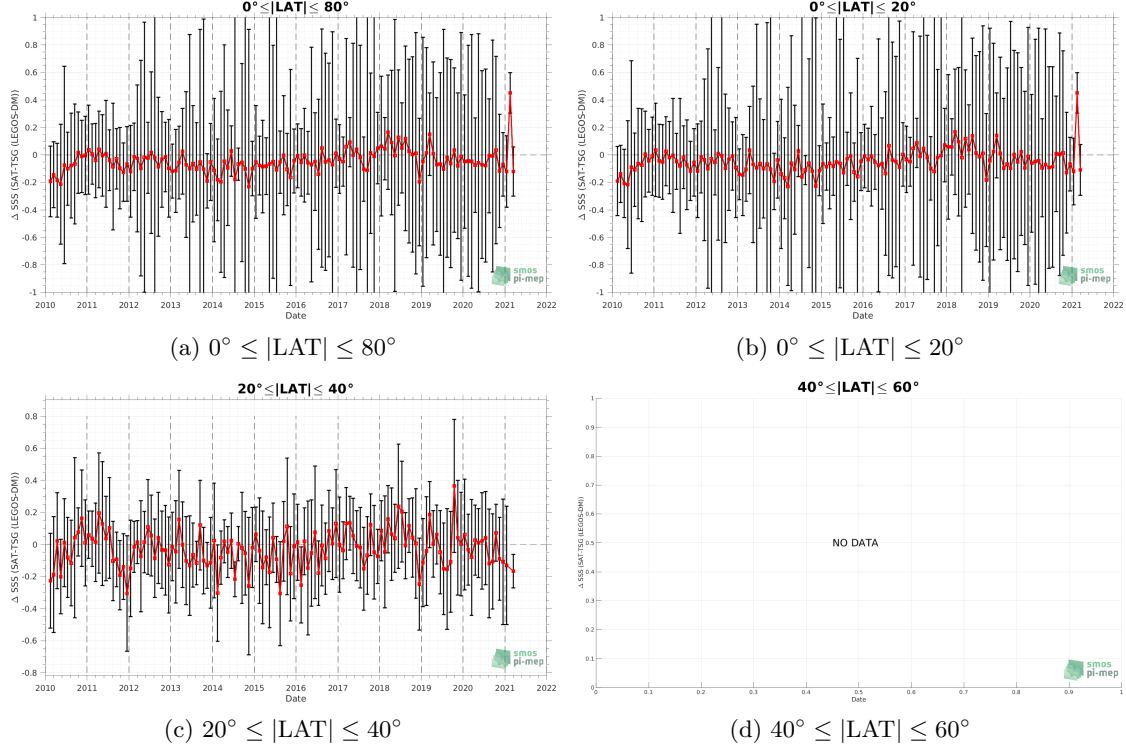 0°≤|LAT|≤ 80°
Δ SSS (SAT-TSG (LEGOS-DM))
1
0.8
0.6
0.4
0.2
0
-0.2
-0.4
-0.6
-0.8
-1
2010 2011 2012 2013 2014 2015 2016 2017 2018 2019 2020 2021 2022
Date
smos
pi-mep
(a) 0° ≤ |LAT| ≤ 80°
0°≤|LAT|≤ 20°
Δ SSS (SAT-TSG (LEGOS-DM))
1
0.8
0.6
0.4
0.2
0
-0.2
-0.4
-0.6
-0.8
-1
2010 2011 2012 2013 2014 2015 2016 2017 2018 2019 2020 2021 2022
Date
smos
pi-mep
(b) 0° ≤ |LAT| ≤ 20°
20°≤|LAT|≤ 40°
Δ SSS (SAT-TSG (LEGOS-DM))
0.8
0.6
0.4
0.2
0
-0.2
-0.4
-0.6
-0.8
2010 2011 2012 2013 2014 2015 2016 2017 2018 2019 2020 2021 2022
Date
smos
pi-mep
(c) 20° ≤ |LAT| ≤ 40°
40°≤|LAT|≤ 60°
Δ SSS (SAT-TSG (LEGOS-DM))
1
0.9
0.8
0.7
0.6
0.5
0.4
0.3
0.2
0.1
0
NO DATA
0 0.1 0.2 0.3 0.4 0.5 0.6 0.7 0.8 0.9 1
Date
smos
pi-mep
(d) 40° ≤ |LAT| ≤ 60°